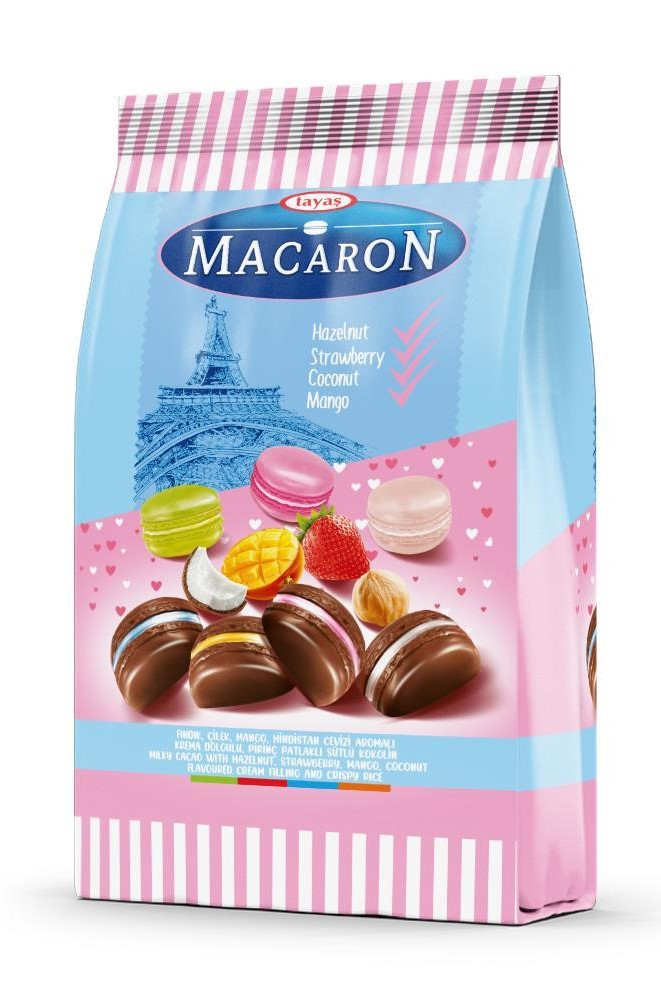 tayaş
MACARON
Hazelnut
Strawberry
Coconut
Mango
FINDIK, ÇİLEK, MANGO, HİNDİSTAN CEVİZİ AROMALI
KREMA DOLGULU, PİRİNÇ PATLAKLI SÜTLÜ KOKOLİN
MILKY CACAO WITH HAZELNUT, STRAWBERRY, MANGO, COCONUT
FLAVOURED CREAM FILLING AND CRISPY RICE